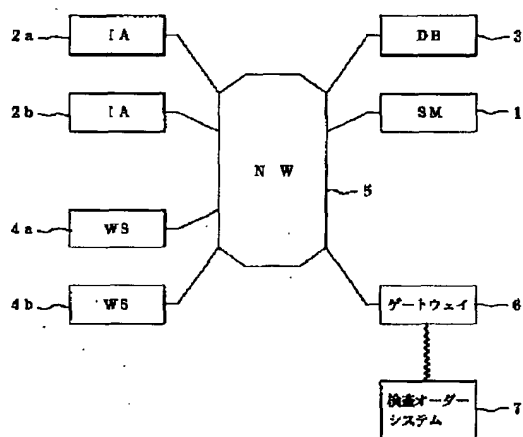 2a IA DB 3
2b IA SM 1
NW 5
4a WS
4b WS ゲートウェイ 6
検査オーダー
システム 7